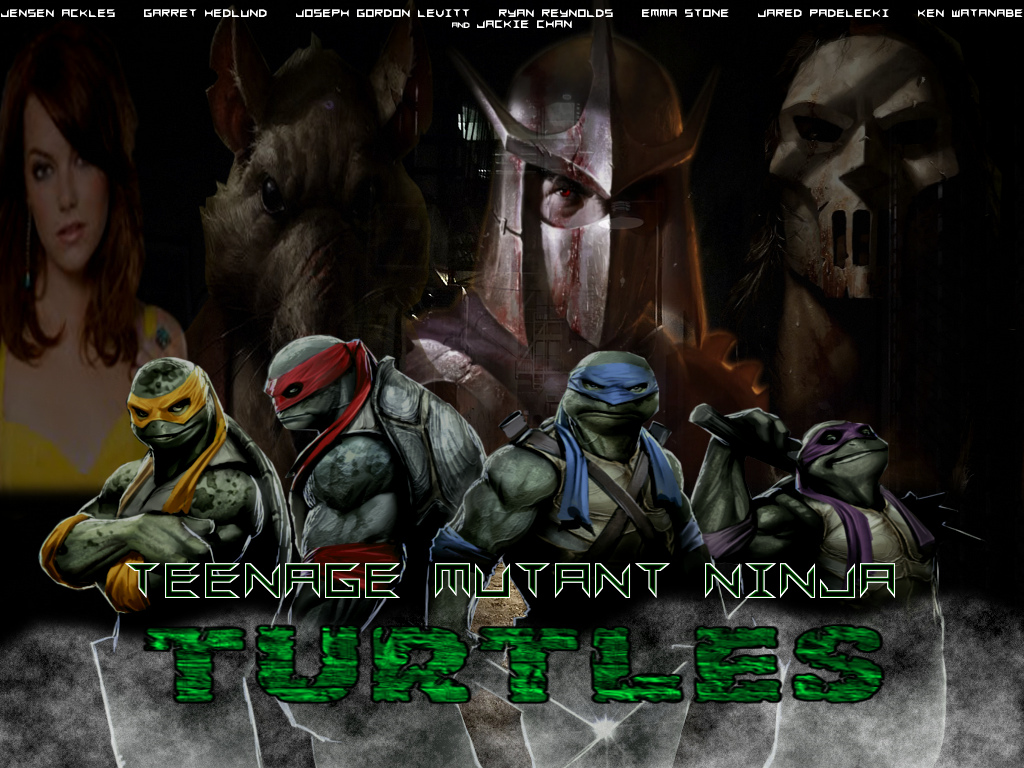 JENSEN ACKLES GARRET HEDLUND JOSEPH GORDON LEVITT RYAN REYNOLDS EMMA STONE JARED PADELECKI KEN WATANABE
AND JACKIE CHAN
TEENAGE MUTANT NINJA
TURTLES